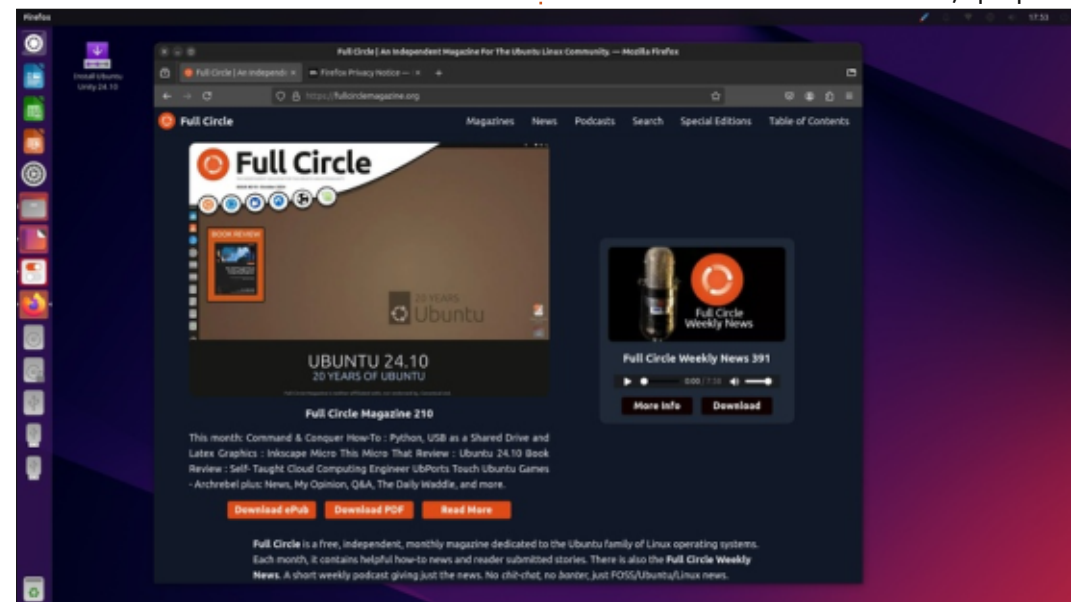 Firefox
17:53
Install Ubuntu
Unity 24.10
Full Circle | An Independent Magazine For The Ubuntu Linux Community. — Mozilla Firefox
Full Circle | An Independe
Firefox Privacy Notice —
https://fullcirclemagazine.org
Full Circle
Magazines News Podcasts Search Special Editions Table of Contents
Full Circle
BOOK REVIEW
20 YEARS
Ubuntu
UBUNTU 24.10
20 YEARS OF UBUNTU
Full Circle Magazine 210
This month: Command & Conquer How-To : Python, USB as a Shared Drive and
Latex Graphics : Inkscape Micro This Micro That Review : Ubuntu 24.10 Book
Review : Self- Taught Cloud Computing Engineer UbPorts Touch Ubuntu Games
- Archrebel plus: News, My Opinion, Q&A, The Daily Waddle, and more.
Download ePub Download PDF Read More
Full Circle
Weekly News
Full Circle Weekly News 391
0:00 / 7:58
More Info Download
Full Circle is a free, independent, monthly magazine dedicated to the Ubuntu family of Linux operating systems.
Each month, it contains helpful how-to news and reader submitted stories. There is also the Full Circle Weekly
News. A short weekly podcast giving just the news. No chit-chat, no banter, just FOSS/Ubuntu/Linux news.